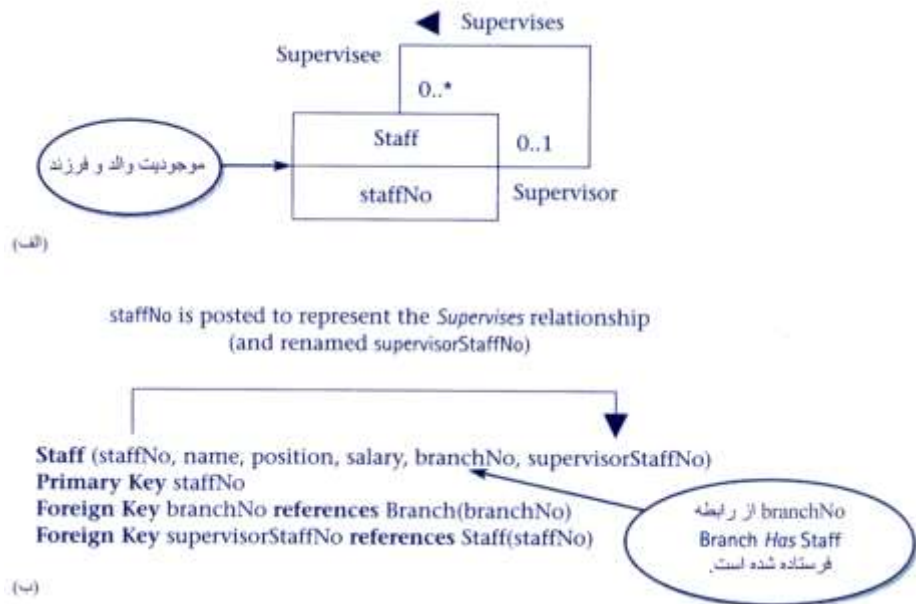 Supervises
Supervisee
0..*
Staff
0..1
موجودیت والد و فرزند
staffNo
Supervisor
(الف)
staffNo is posted to represent the Supervises relationship
(and renamed supervisorStaffNo)
Staff (staffNo, name, position, salary, branchNo, supervisorStaffNo)
Primary Key staffNo
Foreign Key branchNo references Branch(branchNo)
Foreign Key supervisorStaffNo references Staff(staffNo)
branchNo از رابطه
Branch Has Staff
فرستاده شده است.
(ب)